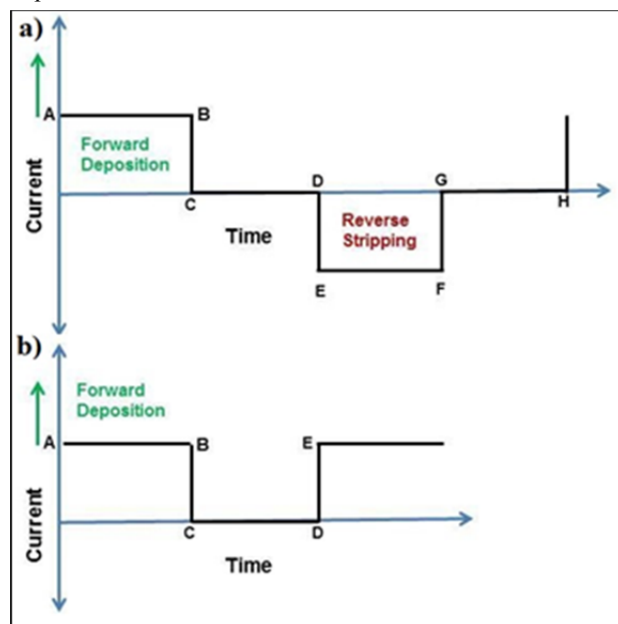 a)
A
B
Forward
Deposition
Current
C
D
G
H
Time
Reverse
Stripping
E
F
b)
Forward
Deposition
A
B
E
Current
C
D
Time